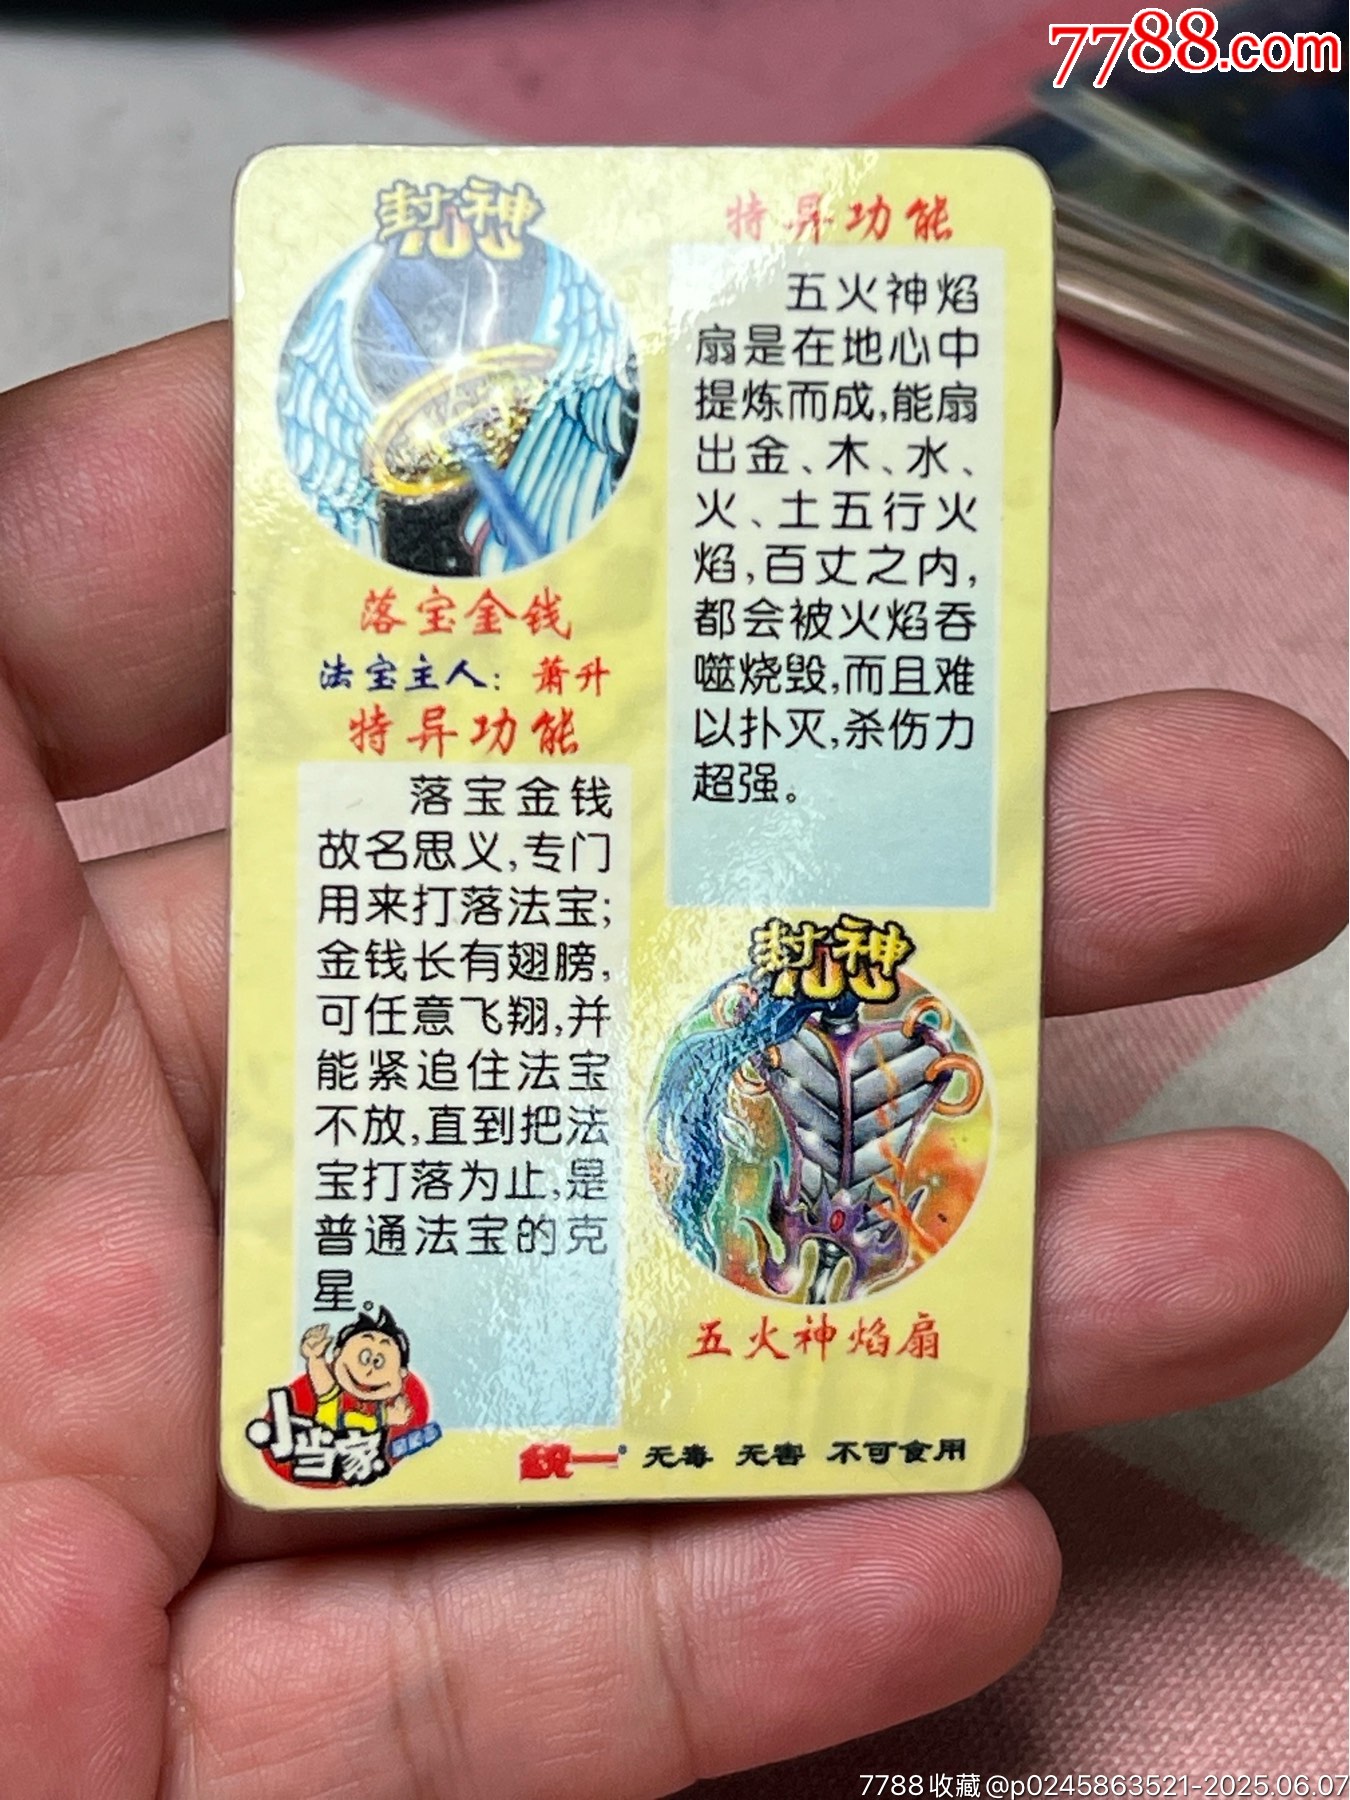 7788.com
封神
100
落宝金钱
法宝主人：萧升
特异功能
落宝金钱
故名思义,专门
用来打落法宝;
金钱长有翅膀,
可任意飞翔,并
能紧追住法宝
不放,直到把法
宝打落为止,是
普通法宝的克
星。
小当家
特异功能
五火神焰
扇是在地心中
提炼而成,能扇
出金、木、水、
火、土五行火
焰,百丈之内,
都会被火焰吞
噬烧毁,而且难
以扑灭,杀伤力
超强。
封神
100
五火神焰扇
統一® 无毒 无害 不可食用
7788收藏@p0245863521-2025.06.07